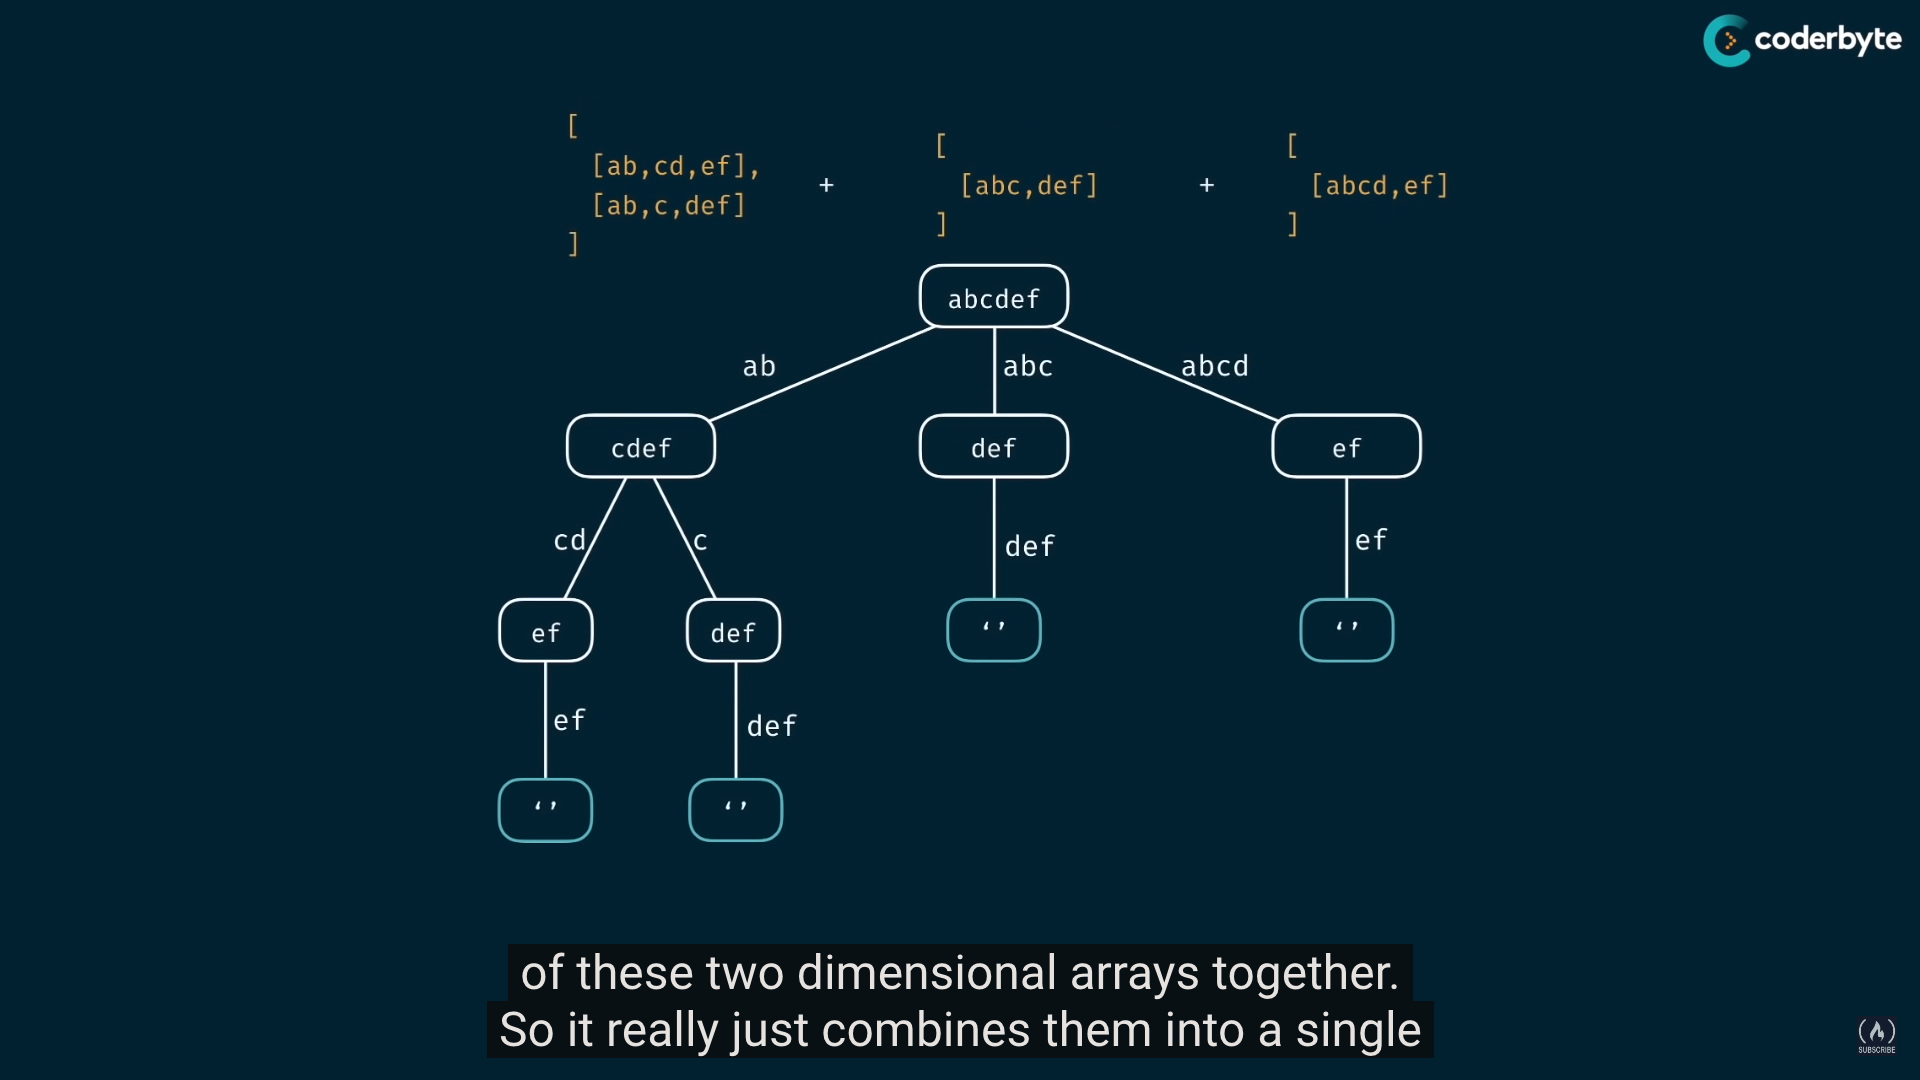 coderbyte
[
[ab,cd,ef],
[ab,c,def]
]
+
[
[abc,def]
]
+
[
[abcd,ef]
]
abcdef
ab
abc
abcd
cdef
def
ef
cd
c
def
ef
ef
def
‘’
‘’
ef
def
‘’
‘’
of these two dimensional arrays together.
So it really just combines them into a single
SUBSCRIBE